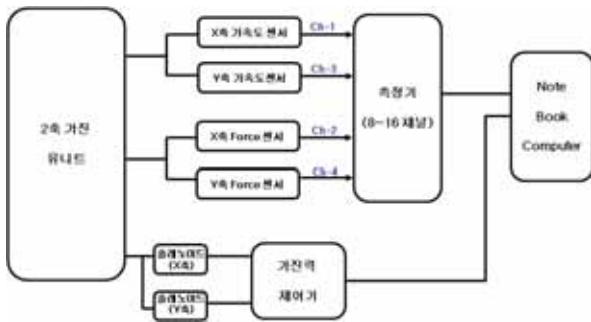 2축 가진
유니트
X축 가속도 센서
Y축 가속도 센서
X축 Force 센서
Y축 Force 센서
Ch-1
Ch-3
Ch-2
Ch-4
측정기
(8-16 채널)
Note
Book
Computer
솔레노이드
(X축)
솔레노이드
(Y축)
가진력
제어기